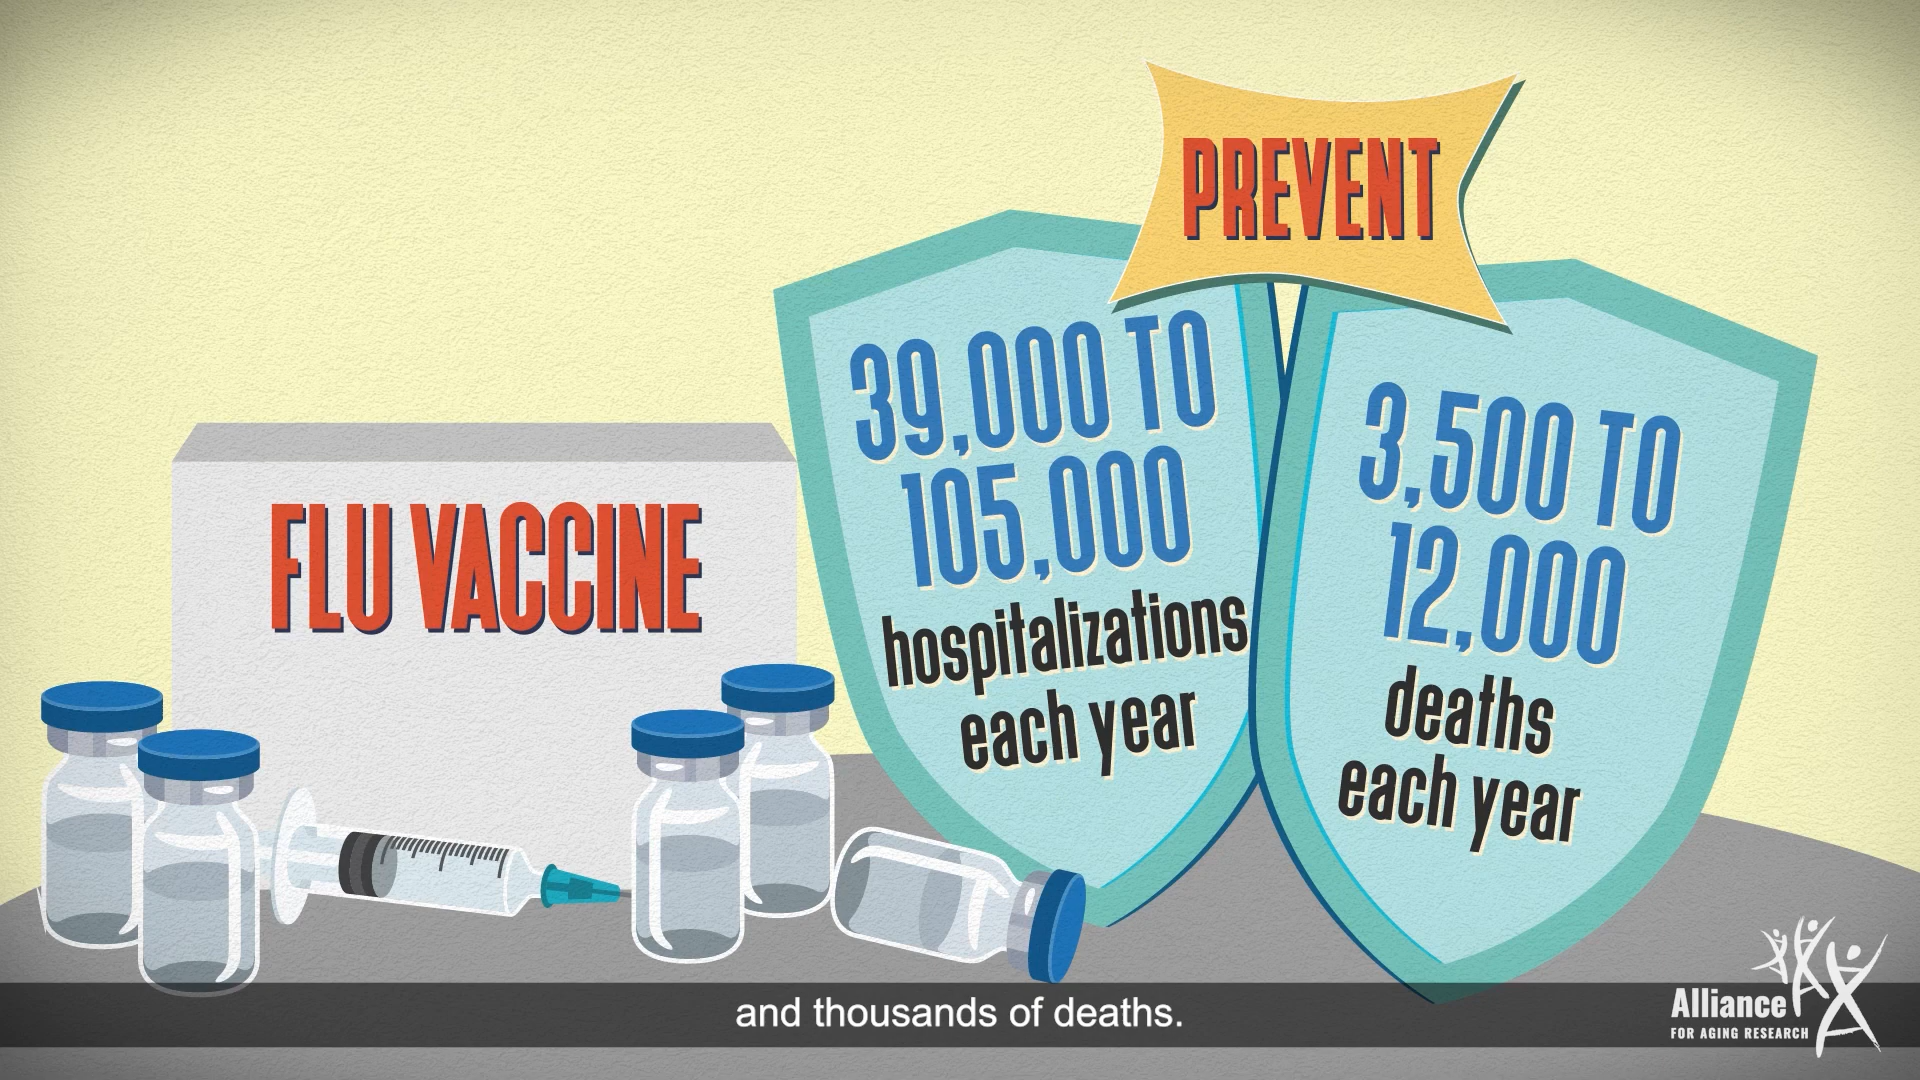 PREVENT
39,000 TO
105,000
hospitalizations
each year
3,500 TO
12,000
deaths
each year
FLU VACCINE
and thousands of deaths.
Alliance
FOR AGING RESEARCH